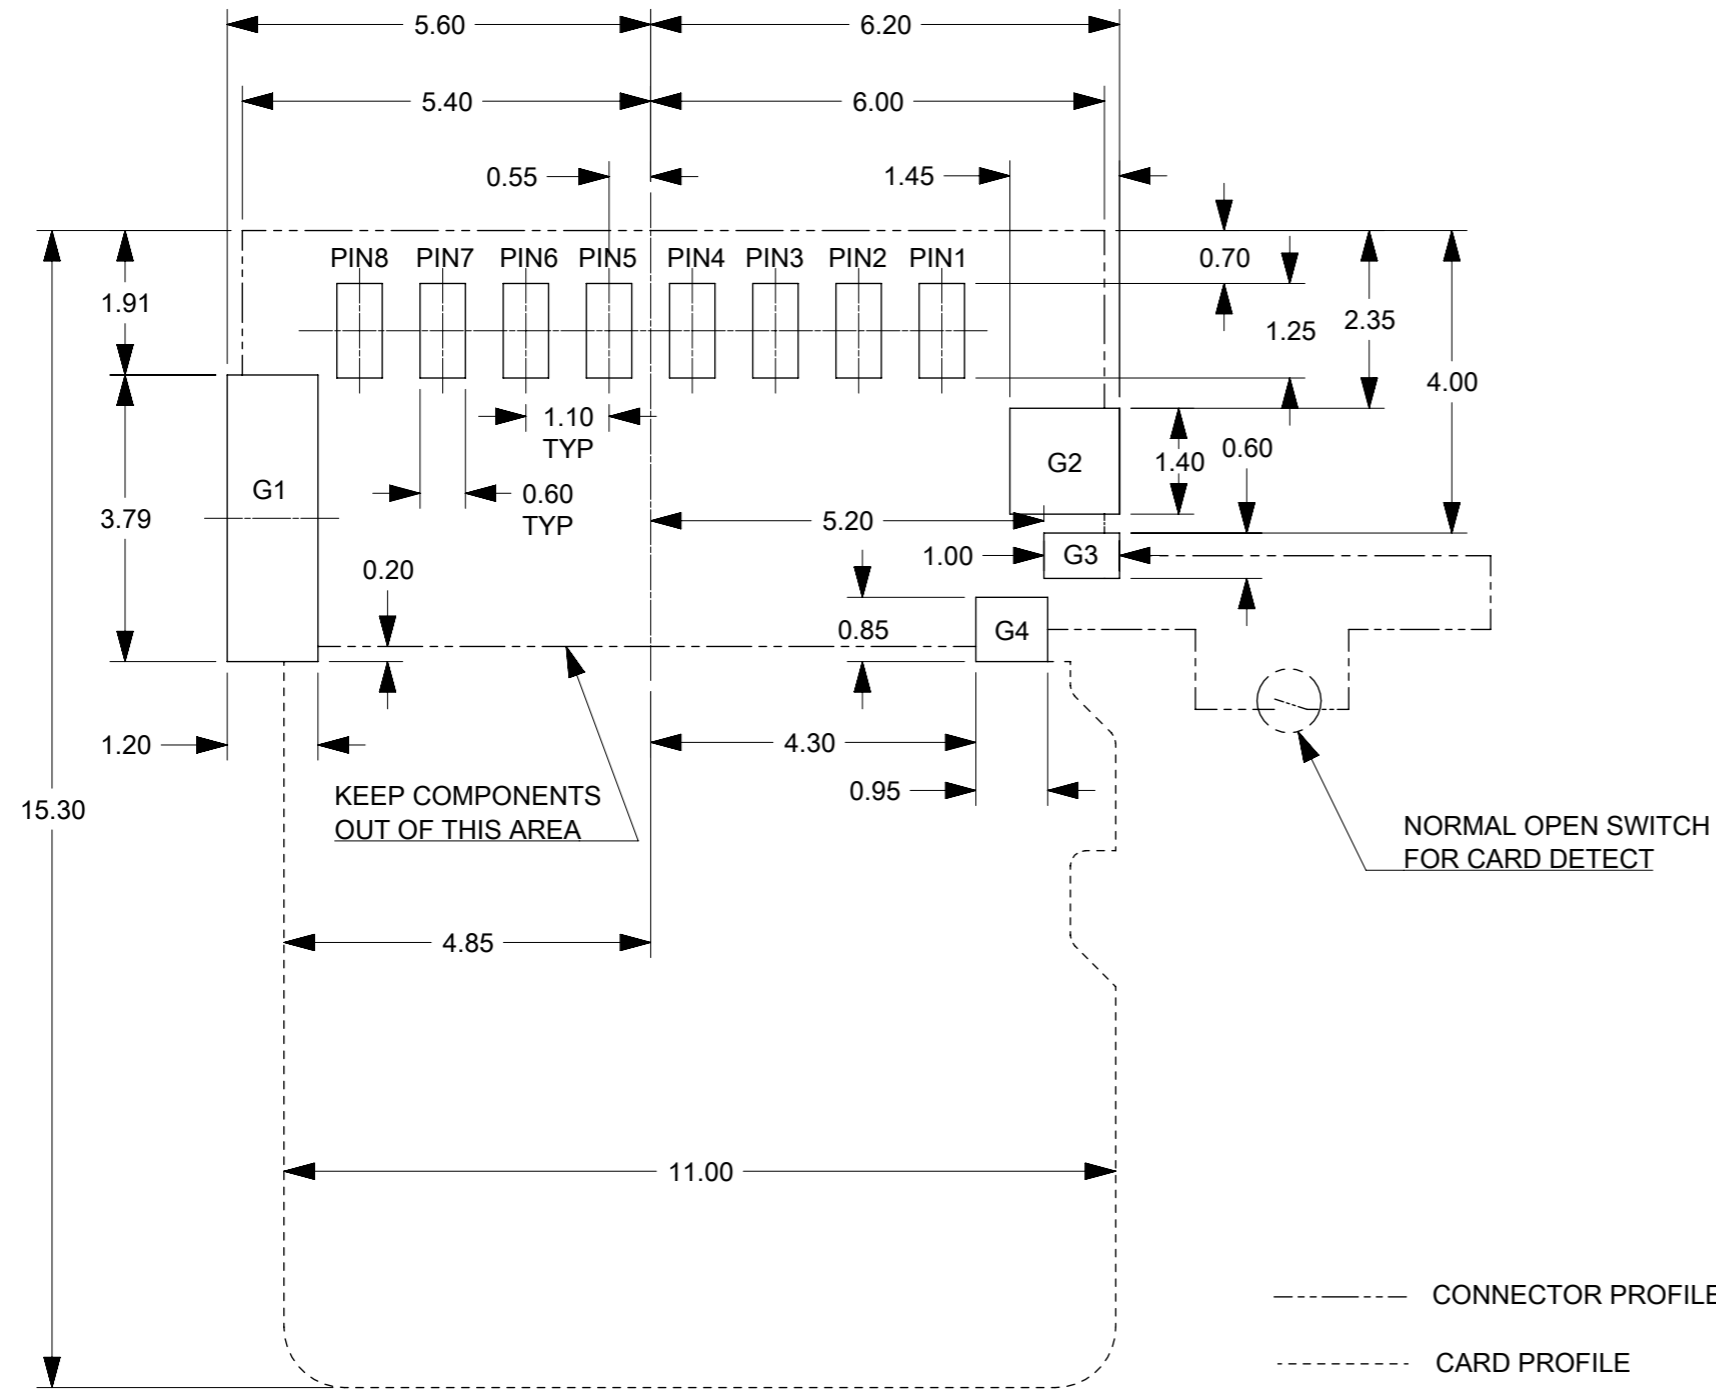 5.60
6.20
5.40
6.00
0.55
1.45
PIN8 PIN7 PIN6 PIN5 PIN4 PIN3 PIN2 PIN1
0.70
1.91
1.25
2.35
4.00
1.10
TYP
G1
G2
1.40
0.60
0.60
TYP
3.79
5.20
1.00
G3
0.20
0.85
G4
1.20
4.30
0.95
15.30
KEEP COMPONENTS
OUT OF THIS AREA
NORMAL OPEN SWITCH
FOR CARD DETECT
4.85
11.00
CONNECTOR PROFILE
CARD PROFILE